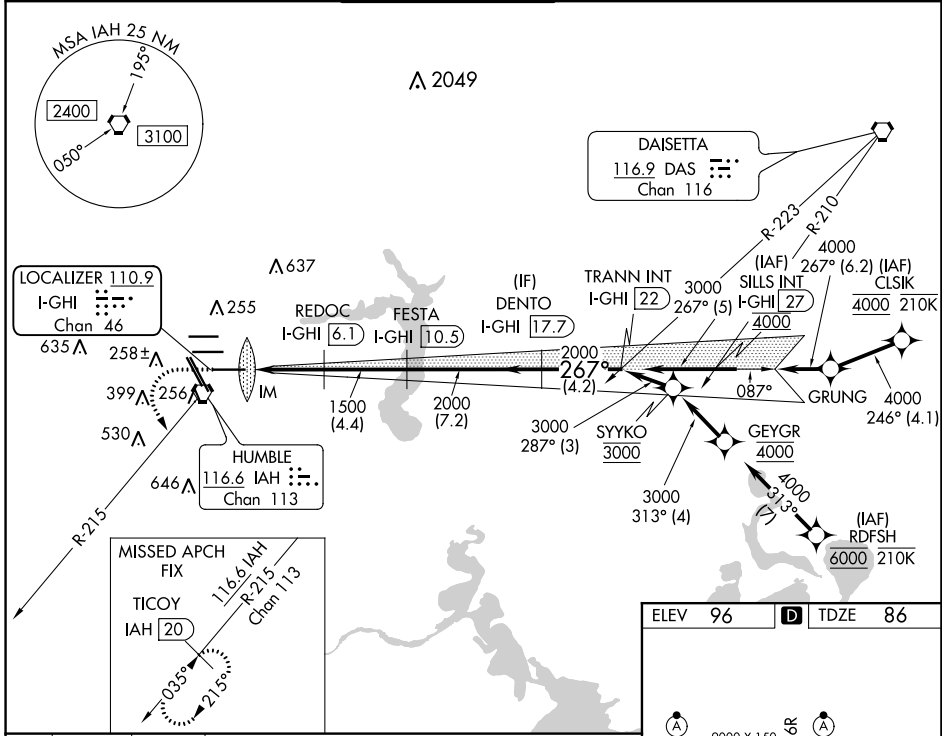 MSA IAH 25 NM
195°
2400
3100
050°
2049
DAISETTA
116.9 DAS
Chan 116
R-223
R-210
LOCALIZER 110.9
I-GHI
Chan 46
637
255
635
258±
399
256
530
646
IM
REDOC
I-GHI 6.1
FESTA
I-GHI 10.5
(IF)
DENTO
I-GHI 17.7
TRANN INT
I-GHI 22
3000
267° (5)
(IAF)
SILLS INT
I-GHI 27
4000
4000
267° (6.2)
(IAF)
CLSIK
4000 210K
2000
267°
(4.2)
087°
GRUNG
4000
246° (4.1)
1500
(4.4)
2000
(7.2)
3000
287° (3)
SYYKO
3000
GEYGR
4000
3000
313° (4)
4000
313°
(7)
(IAF)
RDFSH
6000 210K
HUMBLE
116.6 IAH
Chan 113
R-215
MISSED APCH
FIX
TICOY
IAH 20
116.6 IAH
R-215
Chan 113
035°
215°
ELEV 96 D TDZE 86
A
A